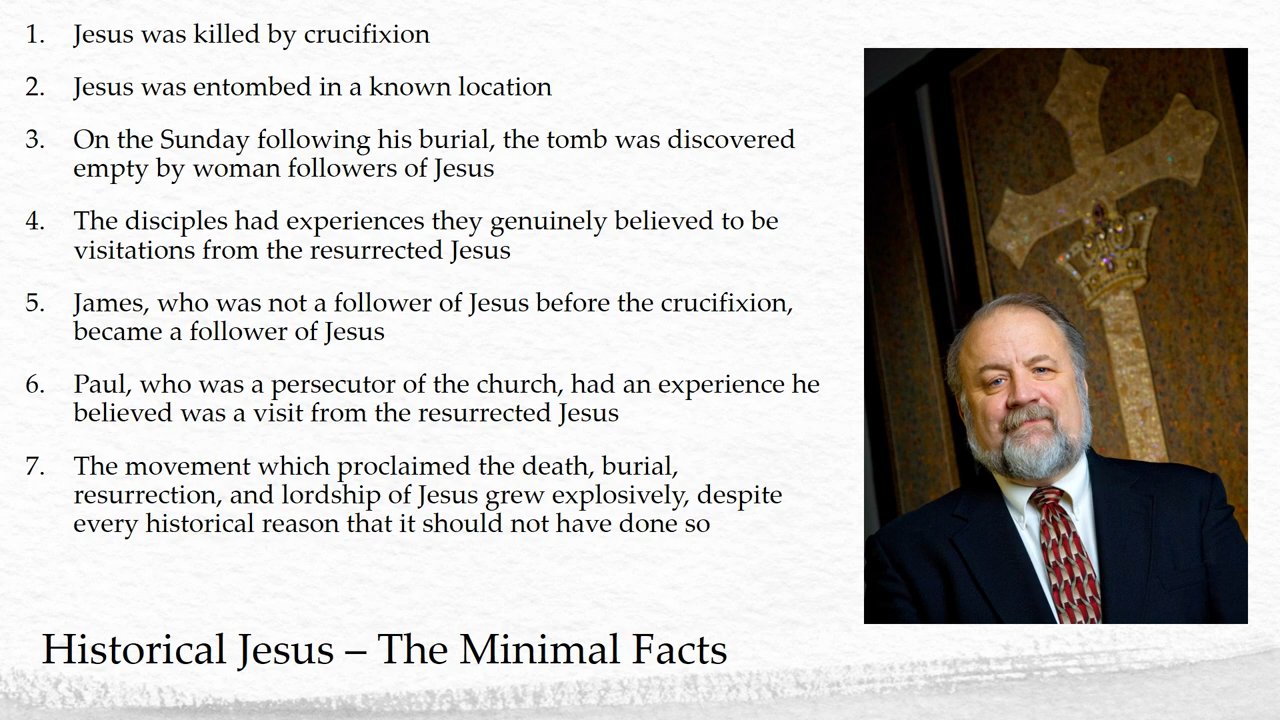 1. Jesus was killed by crucifixion
2. Jesus was entombed in a known location
3. On the Sunday following his burial, the tomb was discovered
empty by woman followers of Jesus
4. The disciples had experiences they genuinely believed to be
visitations from the resurrected Jesus
5. James, who was not a follower of Jesus before the crucifixion,
became a follower of Jesus
6. Paul, who was a persecutor of the church, had an experience he
believed was a visit from the resurrected Jesus
7. The movement which proclaimed the death, burial,
resurrection, and lordship of Jesus grew explosively, despite
every historical reason that it should not have done so
Historical Jesus – The Minimal Facts